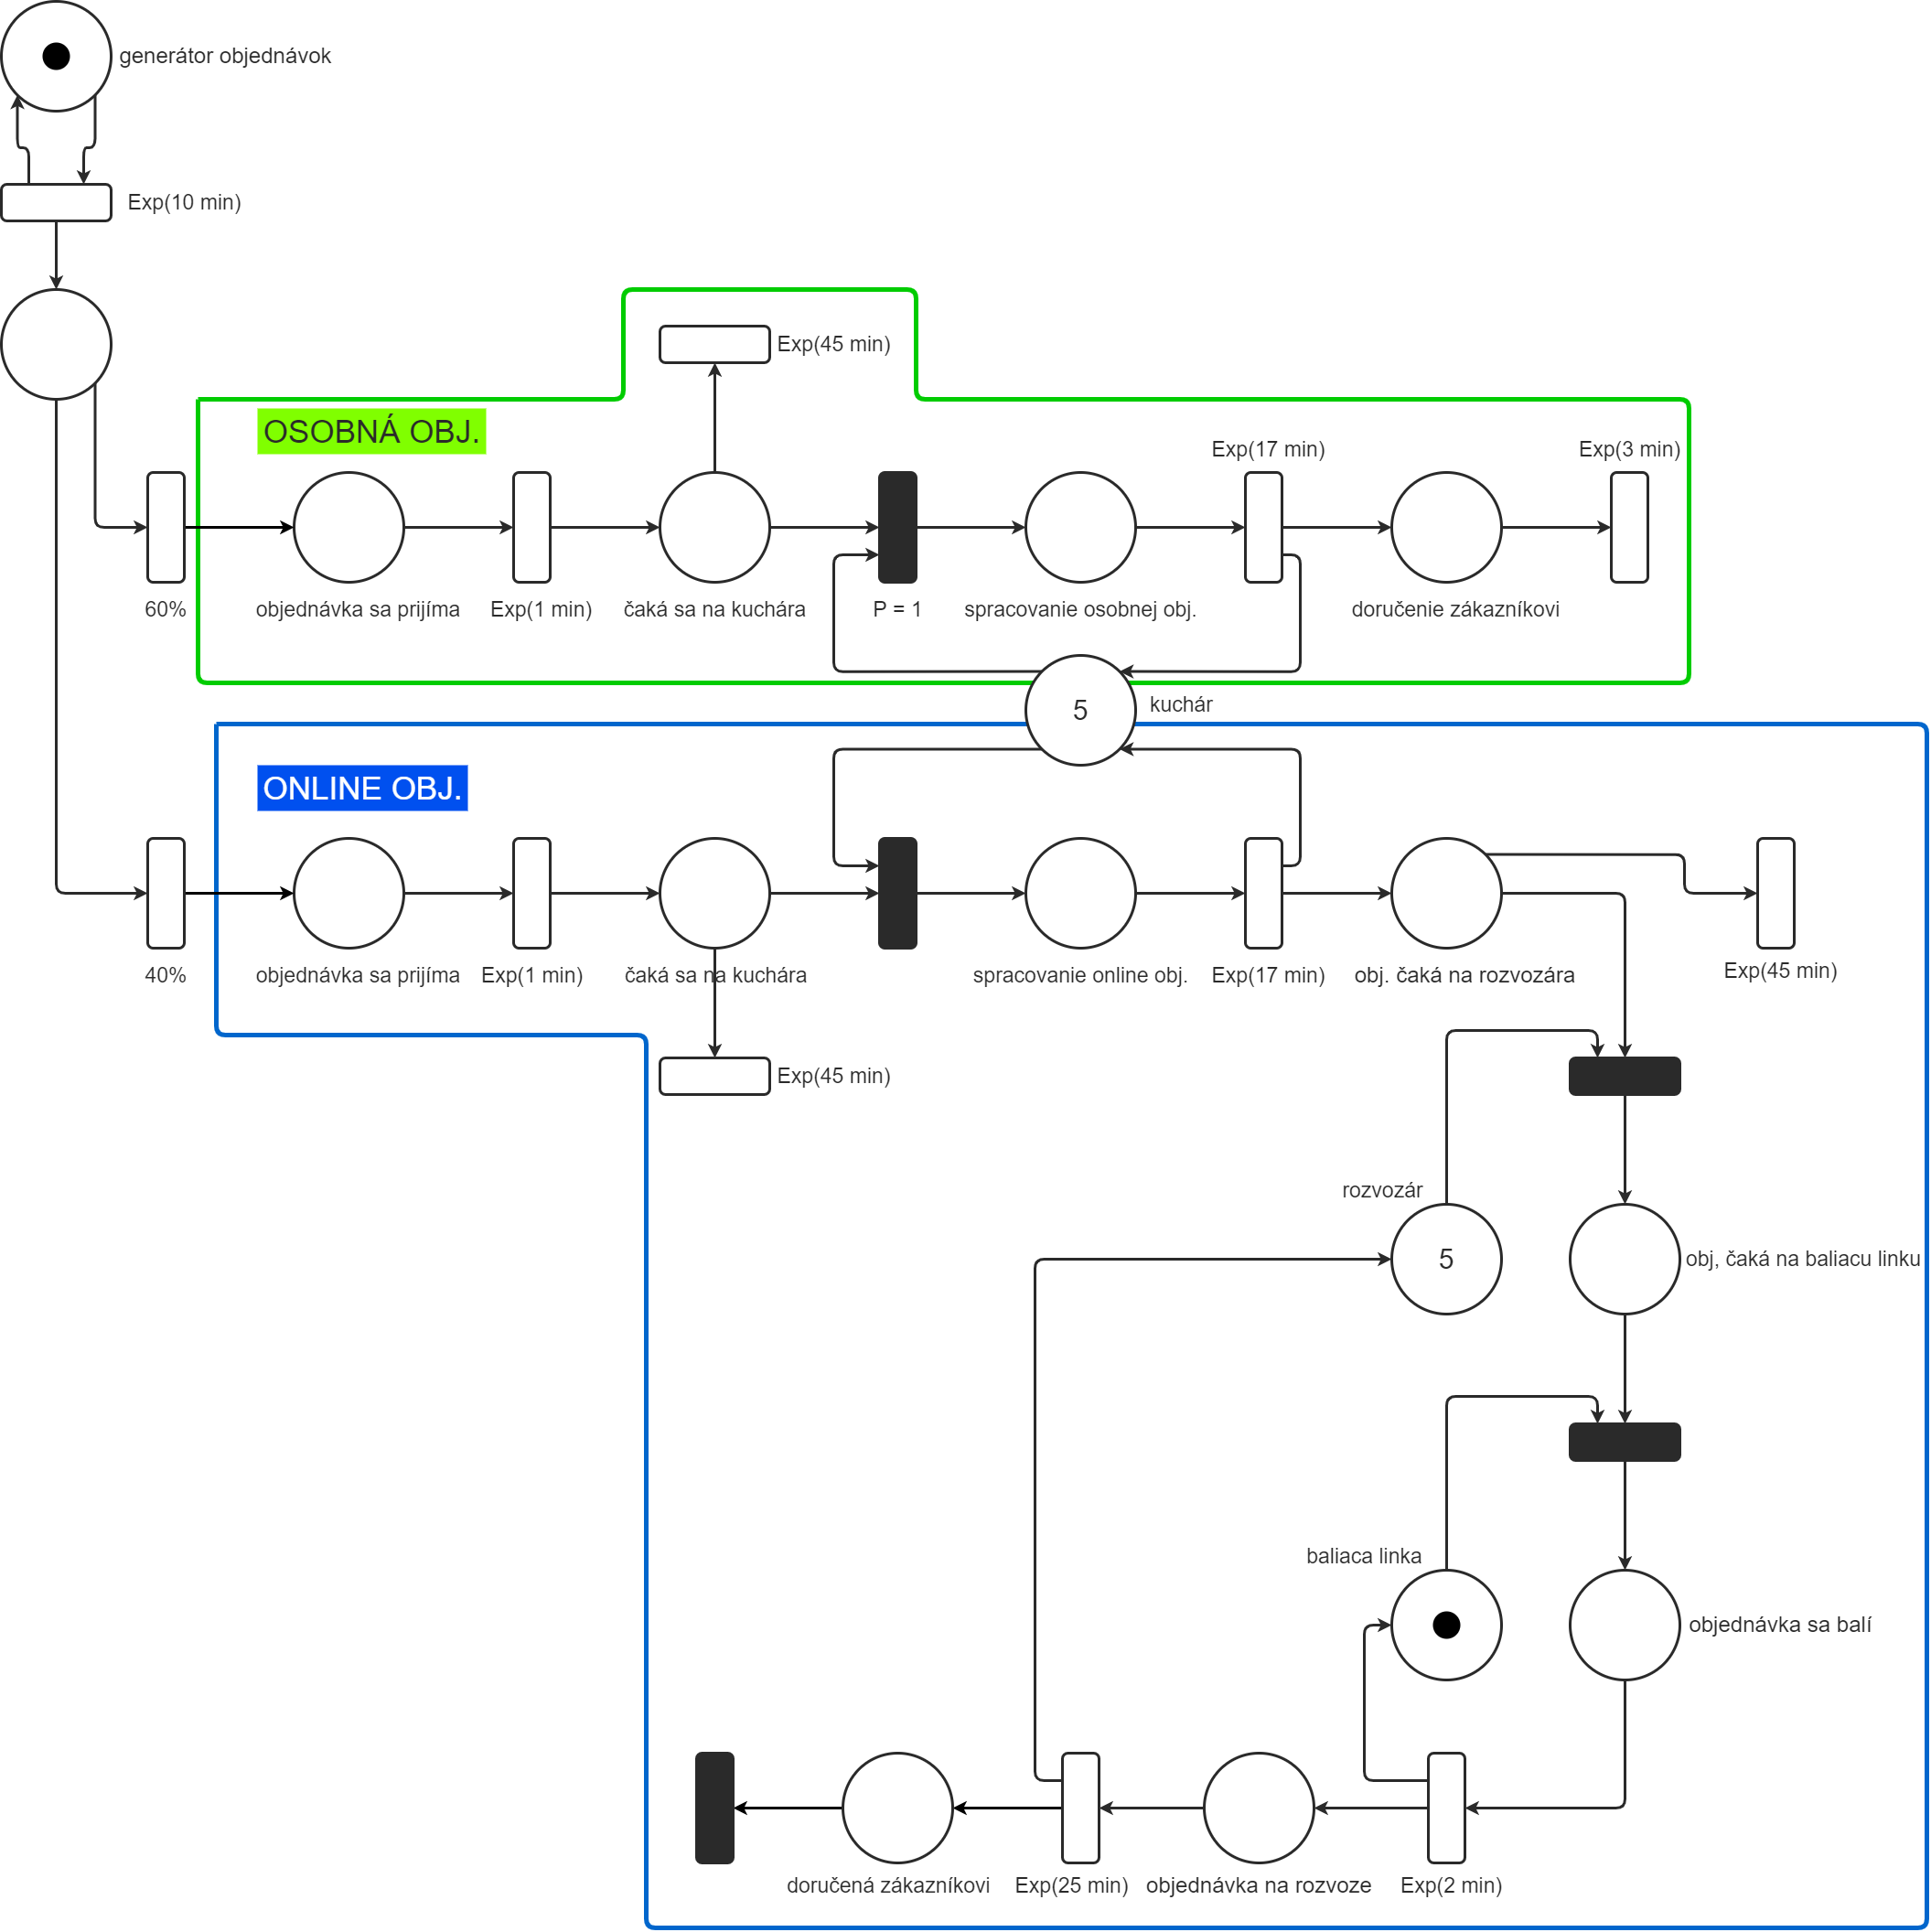 generátor objednávok
Exp(10 min)
Exp(45 min)
OSOBNÁ OBJ.
Exp(17 min)
Exp(3 min)
60%
objednávka sa prijíma
Exp(1 min)
čaká sa na kuchára
P = 1
spracovanie osobnej obj.
doručenie zákazníkovi
5
kuchár
ONLINE OBJ.
40%
objednávka sa prijíma
Exp(1 min)
čaká sa na kuchára
spracovanie online obj.
Exp(17 min)
obj. čaká na rozvozára
Exp(45 min)
Exp(45 min)
rozvozár
5
obj, čaká na baliacu linku
baliaca linka
objednávka sa balí
doručená zákazníkovi
Exp(25 min)
objednávka na rozvoze
Exp(2 min)